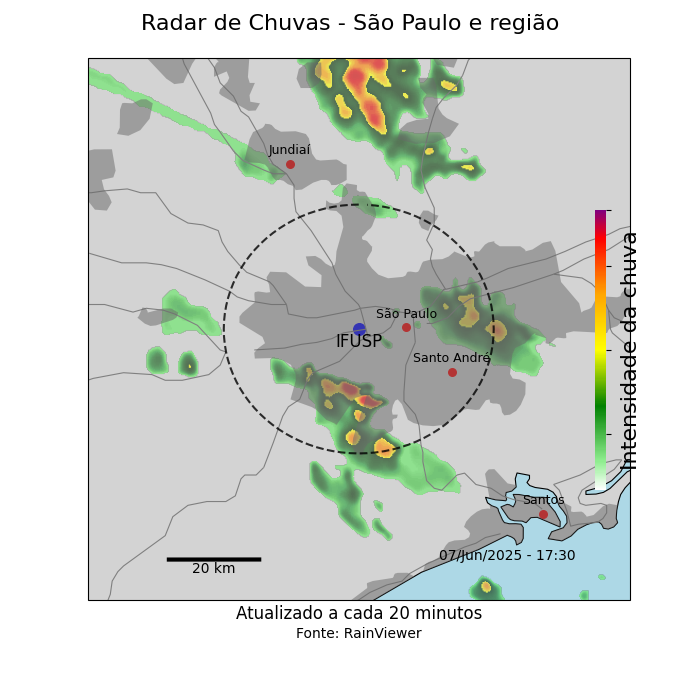 Radar de Chuvas - São Paulo e região
Jundiaí
São Paulo
IFUSP
Santo André
Intensidade da chuva
Santos
07/Jun/2025 - 17:30
20 km
Atualizado a cada 20 minutos
Fonte: RainViewer